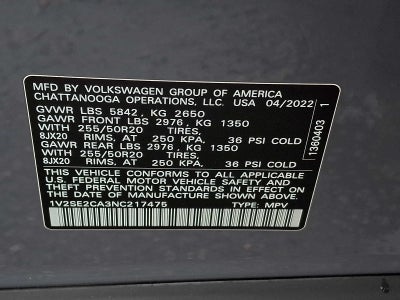 MFD BY VOLKSWAGEN GROUP OF AMERICA
CHATTANOOGA OPERATIONS, LLC. USA 04/2022
GVWR LBS 5842, KG 2650
GAWR FRONT LBS 2976, KG 1350
WITH 255/50R20 TIRES,
8JX20 RIMS, AT 250 KPA, 36 PSI COLD
GAWR REAR LBS 2976, KG 1350
WITH 255/50R20 TIRES,
8JX20 RIMS, AT 250 KPA, 36 PSI COLD
THIS VEHICLE CONFORMS TO ALL APPLICABLE
U.S. FEDERAL MOTOR VEHICLE SAFETY AND
THEFT PREVENTION STANDARDS IN EFFECT ON
THE DATE OF MANUFACTURE SHOWN ABOVE.
1V2SE2CA3NC217475 TYPE: MPV
1360403 1